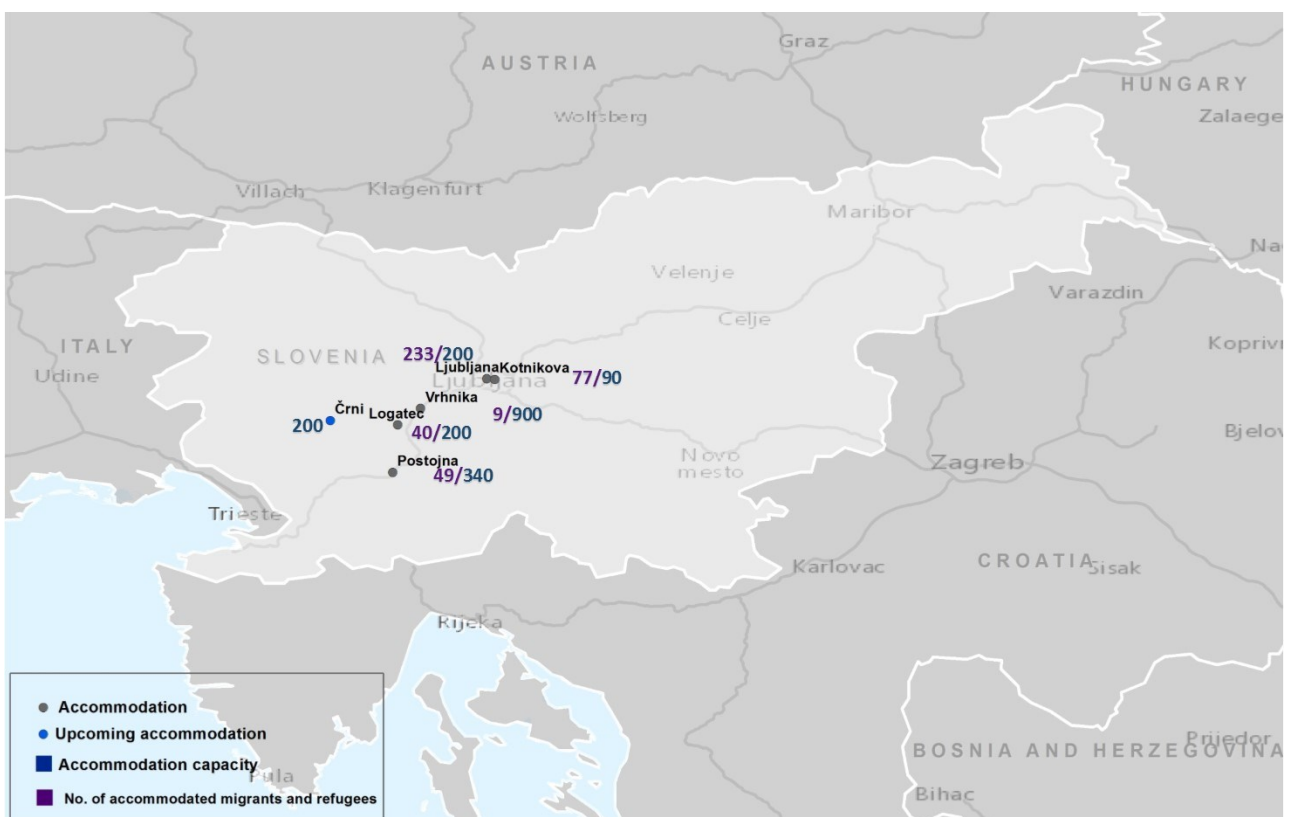 Graz
AUSTRIA
HUNGARY
Wolfsberg
Zalaege
Villach
Klagenfurt
Maribor
Na
Velenje
Varazdin
Celje
ITALY
SLOVENIA
233/200
Koprivr
Udine
Ljubljana
Kotnikova
77/90
Ljubljana
Vrhnika
Črni
Logatec
9/900
200
40/200
Bjelov
Postojna
49/340
Novo
mesto
Zagreb
Trieste
CROATIA
Karlovac
Sisak
Rijeka
Accommodation
Upcoming accommodation
Prijedor
BOSNIA AND HERZEGOVINA
Accommodation capacity
Pula
No. of accommodated migrants and refugees
Bihac